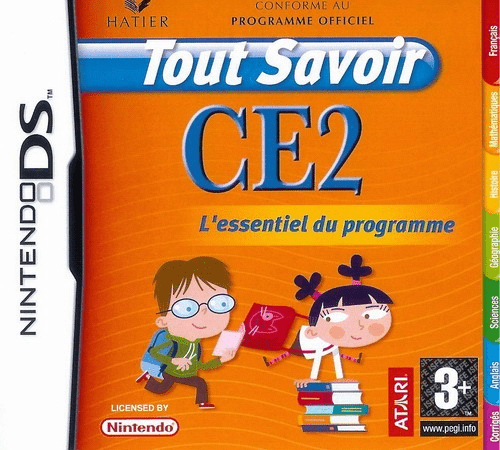 HATIER
CONFORME AU
PROGRAMME OFFICIEL
Tout Savoir
CE2
L'essentiel du programme
NINTENDO DS™
Français
Mathématiques
Histoire
Géographie
Sciences
Anglais
Corrigés
LICENSED BY
Nintendo
ATARI
3+
www.pegi.info